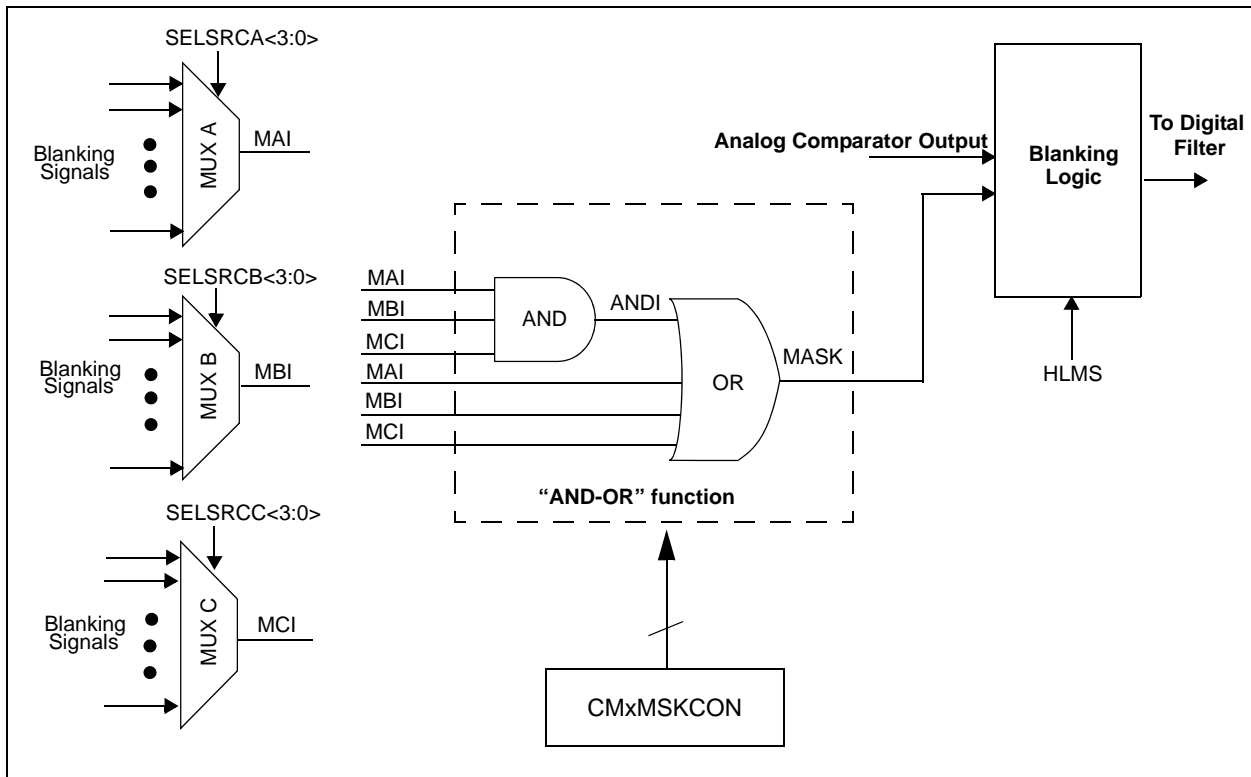 SELSRCA<3:0>
Blanking
Signals
MUX A
MAI
SELSRCB<3:0>
Blanking
Signals
MUX B
MBI
SELSRCC<3:0>
Blanking
Signals
MUX C
MCI
MAI
MBI
MCI
MAI
MBI
MCI
AND
ANDI
OR
MASK
“AND-OR” function
CMxMSKCON
Analog Comparator Output
Blanking
Logic
To Digital
Filter
HLMS